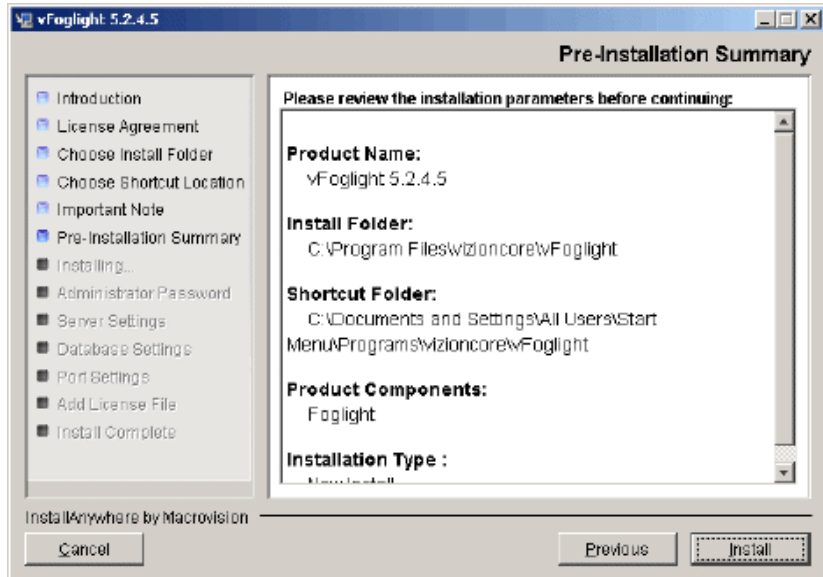 vFoglight 5.2.4.5
Pre-Installation Summary
Introduction
License Agreement
Choose Install Folder
Choose Shortcut Location
Important Note
Pre-Installation Summary
Installing...
Administrator Password
Server Settings
Database Settings
Port Settings
Add License File
Install Complete
Please review the installation parameters before continuing:
Product Name:
vFoglight 5.2.4.5
Install Folder:
C:\Program Files\vizioncore\vFoglight
Shortcut Folder:
C:\Documents and Settings\All Users\Start
Menu\Programs\vizioncore\vFoglight
Product Components:
Foglight
Installation Type :
New Install
InstallAnywhere by Macrovision
Cancel
Previous
Install